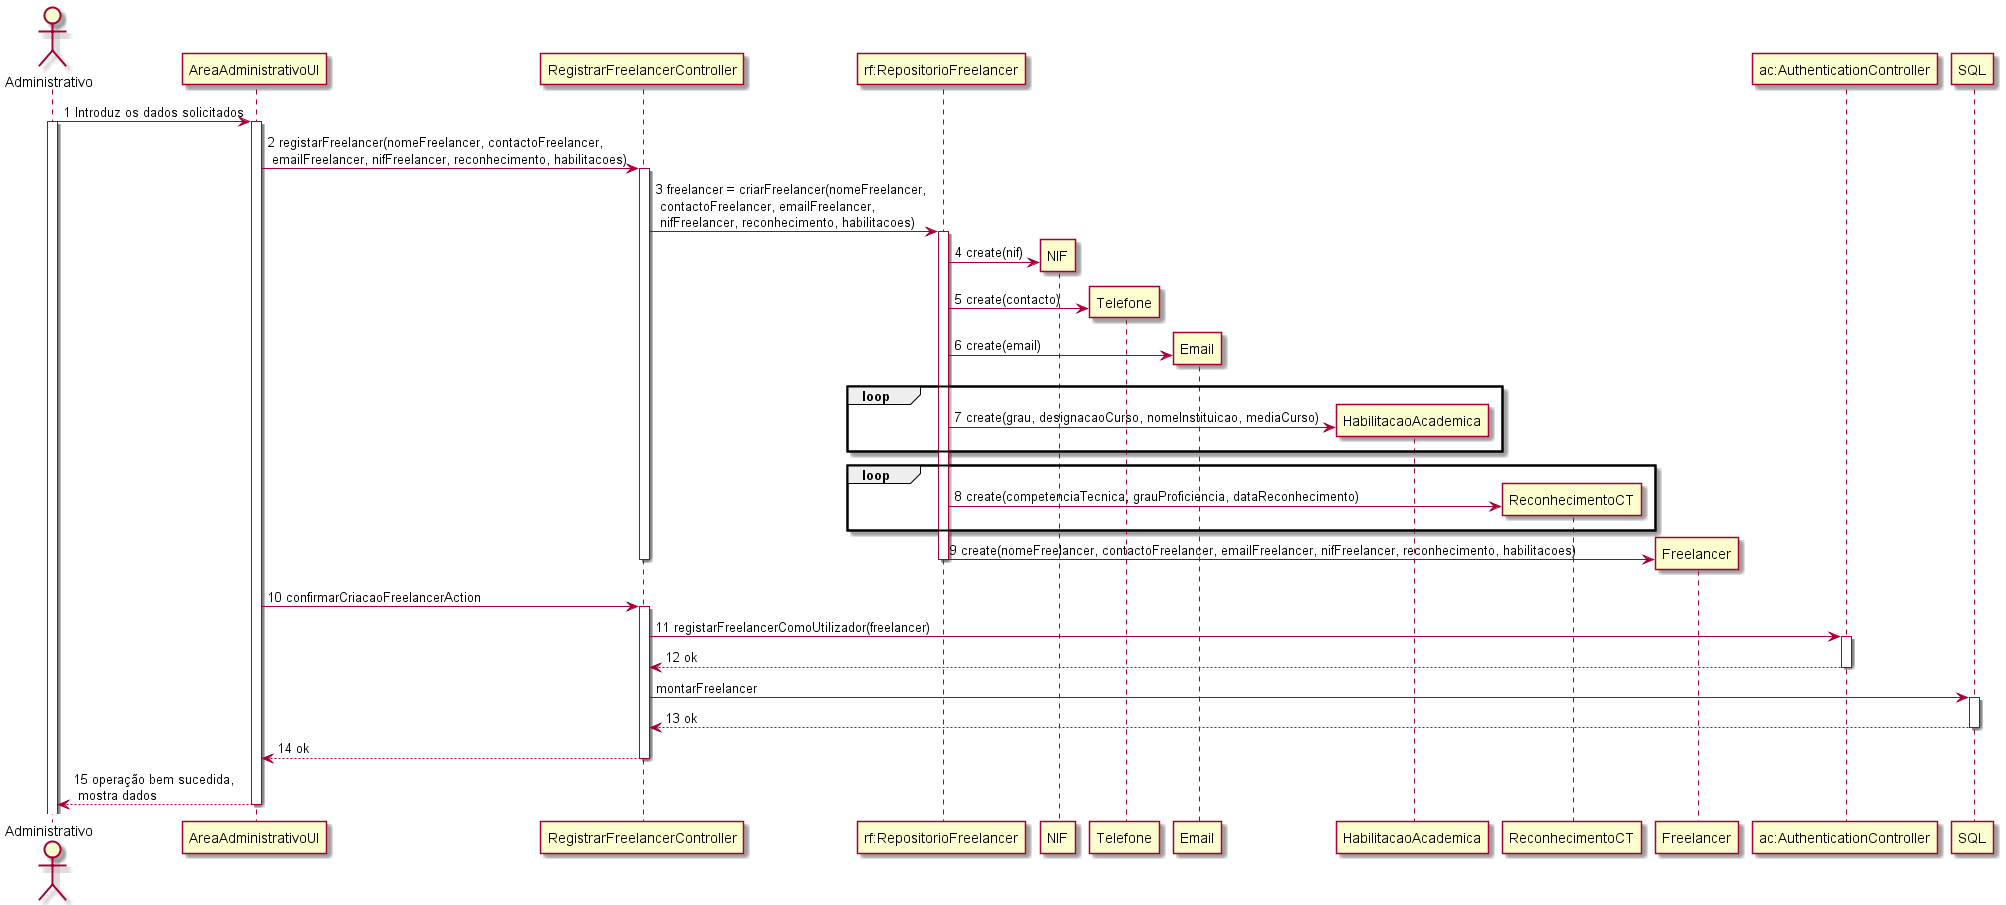 Administrativo
AreaAdministrativoUI
RegistrarFreelancerController
rf:RepositorioFreelancer
ac:AuthenticationController
SQL
1 Introduz os dados solicitados
2 registarFreelancer(nomeFreelancer, contactoFreelancer,
emailFreelancer, nifFreelancer, reconhecimento, habilitacoes)
3 freelancer = criarFreelancer(nomeFreelancer,
contactoFreelancer, emailFreelancer,
nifFreelancer, reconhecimento, habilitacoes)
4 create(nif)
NIF
5 create(contacto)
Telefone
6 create(email)
Email
loop
7 create(grau, designacaoCurso, nomeInstituicao, mediaCurso)
HabilitacaoAcademica
loop
8 create(competenciaTecnica, grauProficiencia, dataReconhecimento)
ReconhecimentoCT
9 create(nomeFreelancer, contactoFreelancer, emailFreelancer, nifFreelancer, reconhecimento, habilitacoes)
Freelancer
10 confirmarCriacaoFreelancerAction
11 registarFreelancerComoUtilizador(freelancer)
12 ok
montarFreelancer
13 ok
14 ok
15 operação bem sucedida,
mostra dados
Administrativo
AreaAdministrativoUI
RegistrarFreelancerController
rf:RepositorioFreelancer
NIF
Telefone
Email
HabilitacaoAcademica
ReconhecimentoCT
Freelancer
ac:AuthenticationController
SQL